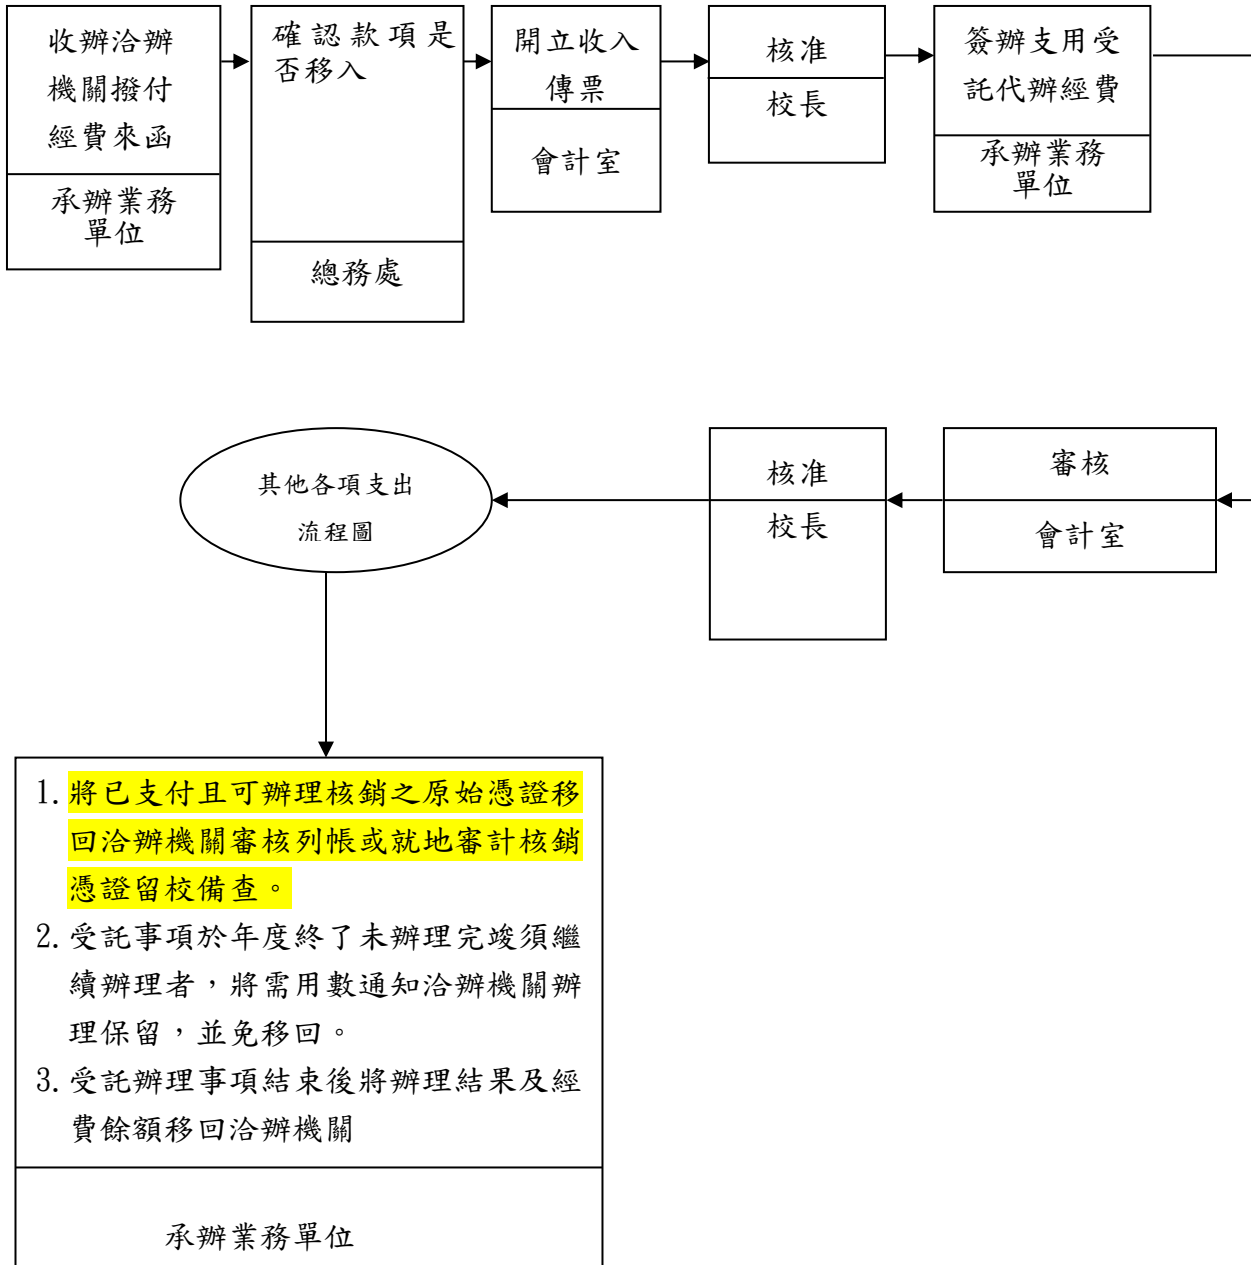 收辦洽辦
機關撥付
經費來函
承辦業務
單位
確認款項是
否移入
總務處
開立收入
傳票
會計室
核准
校長
簽辦支用受
託代辦經費
承辦業務
單位
審核
會計室
核准
校長
其他各項支出
流程圖
1. 將已支付且可辦理核銷之原始憑證移
回洽辦機關審核列帳或就地審計核銷
憑證留校備查。
2. 受託事項於年度終了未辦理完竣須繼
續辦理者，將需用數通知洽辦機關辦
理保留，並免移回。
3. 受託辦理事項結束後將辦理結果及經
費餘額移回洽辦機關
承辦業務單位